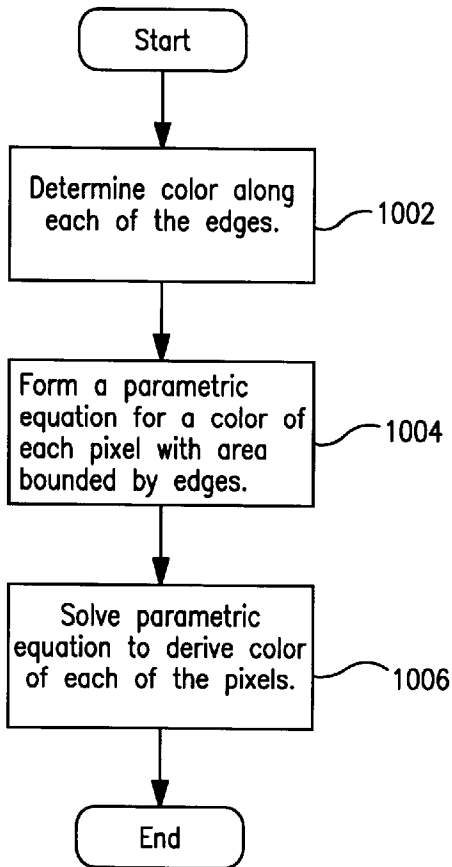 Start
Determine color along
each of the edges.
1002
Form a parametric
equation for a color of
each pixel with area
bounded by edges.
1004
Solve parametric
equation to derive color
of each of the pixels.
1006
End